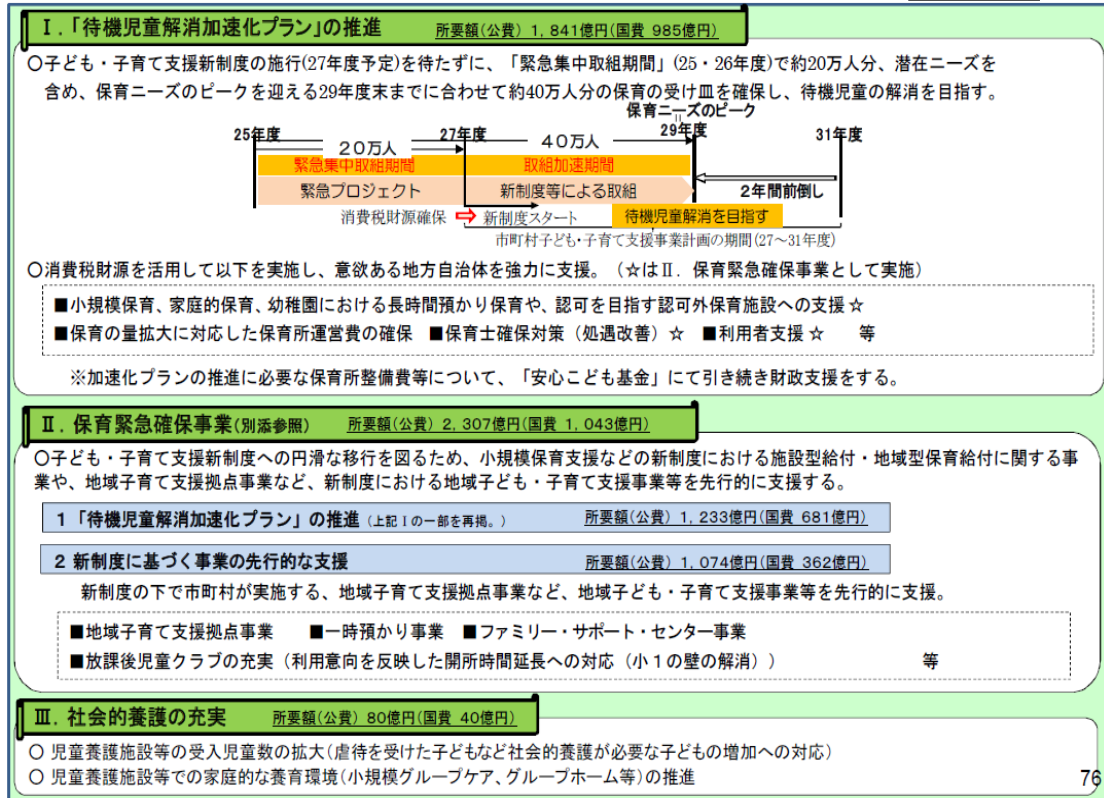 Ⅰ.「待機児童解消加速化プラン」の推進　所要額(公費) 1,841億円(国費 985億円)
○子ども・子育て支援新制度の施行(27年度予定)を待たずに、「緊急集中取組期間」(25・26年度)で約20万人分、潜在ニーズを
含め、保育ニーズのピークを迎える29年度末までに合わせて約40万人分の保育の受け皿を確保し、待機児童の解消を目指す。
保育ニーズのピーク
＝
25年度　27年度　29年度　31年度
20万人　40万人
緊急集中取組期間　取組加速期間
緊急プロジェクト　新制度等による取組　2年間前倒し
消費税財源確保　⇒　新制度スタート　待機児童解消を目指す
市町村子ども・子育て支援事業計画の期間(27～31年度)
○消費税財源を活用して以下を実施し、意欲ある地方自治体を強力に支援。（☆はⅡ．保育緊急確保事業として実施）
■小規模保育、家庭的保育、幼稚園における長時間預かり保育や、認可を目指す認可外保育施設への支援☆
■保育の量拡大に対応した保育所運営費の確保　■保育士確保対策（処遇改善）☆　■利用者支援☆　等
※加速化プランの推進に必要な保育所整備費等について、「安心こども基金」にて引き続き財政支援をする。
Ⅱ．保育緊急確保事業(別添参照)　所要額(公費) 2,307億円(国費 1,043億円)
○子ども・子育て支援新制度への円滑な移行を図るため、小規模保育支援などの新制度における施設型給付・地域型保育給付に関する事
業や、地域子育て支援拠点事業など、新制度における地域子ども・子育て支援事業等を先行的に支援する。
1「待機児童解消加速化プラン」の推進（上記Ⅰの一部を再掲。）　所要額(公費) 1,233億円(国費 681億円)
2 新制度に基づく事業の先行的な支援　所要額(公費) 1,074億円(国費 362億円)
新制度の下で市町村が実施する、地域子育て支援拠点事業など、地域子ども・子育て支援事業等を先行的に支援。
■地域子育て支援拠点事業　■一時預かり事業　■ファミリー・サポート・センター事業
■放課後児童クラブの充実（利用意向を反映した開所時間延長への対応（小１の壁の解消））　等
Ⅲ．社会的養護の充実　所要額(公費) 80億円(国費 40億円)
○ 児童養護施設等の受入児童数の拡大(虐待を受けた子どもなど社会的養護が必要な子どもの増加への対応)
○ 児童養護施設等での家庭的な養育環境(小規模グループケア、グループホーム等)の推進
76